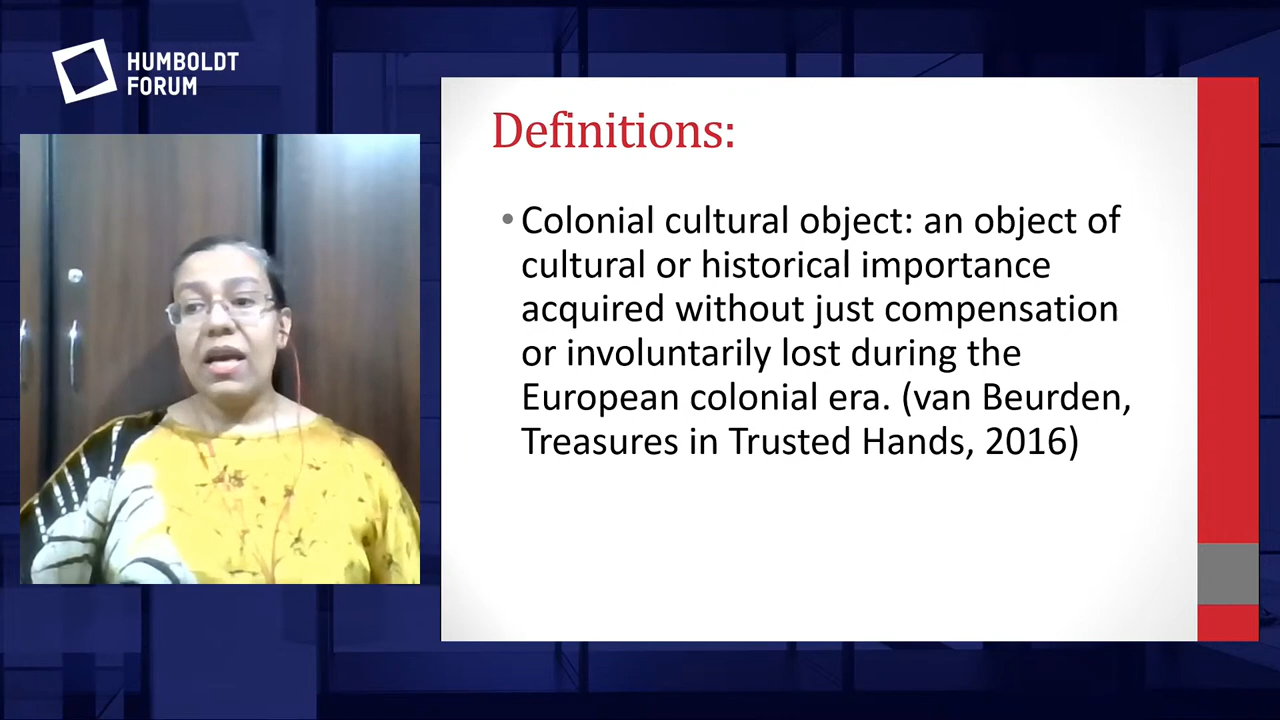 HUMBOLDT
FORUM
Definitions:
• Colonial cultural object: an object of
cultural or historical importance
acquired without just compensation
or involuntarily lost during the
European colonial era. (van Beurden,
Treasures in Trusted Hands, 2016)